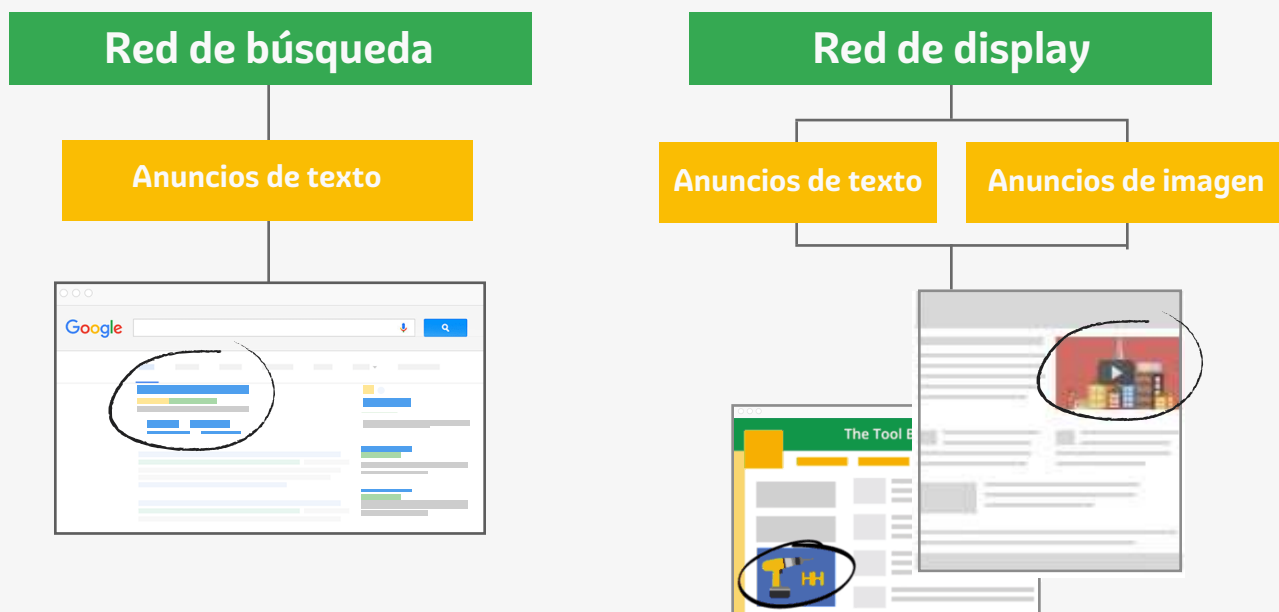 Red de búsqueda
Anuncios de texto
Google
Red de display
Anuncios de texto
Anuncios de imagen
The Tool
HH